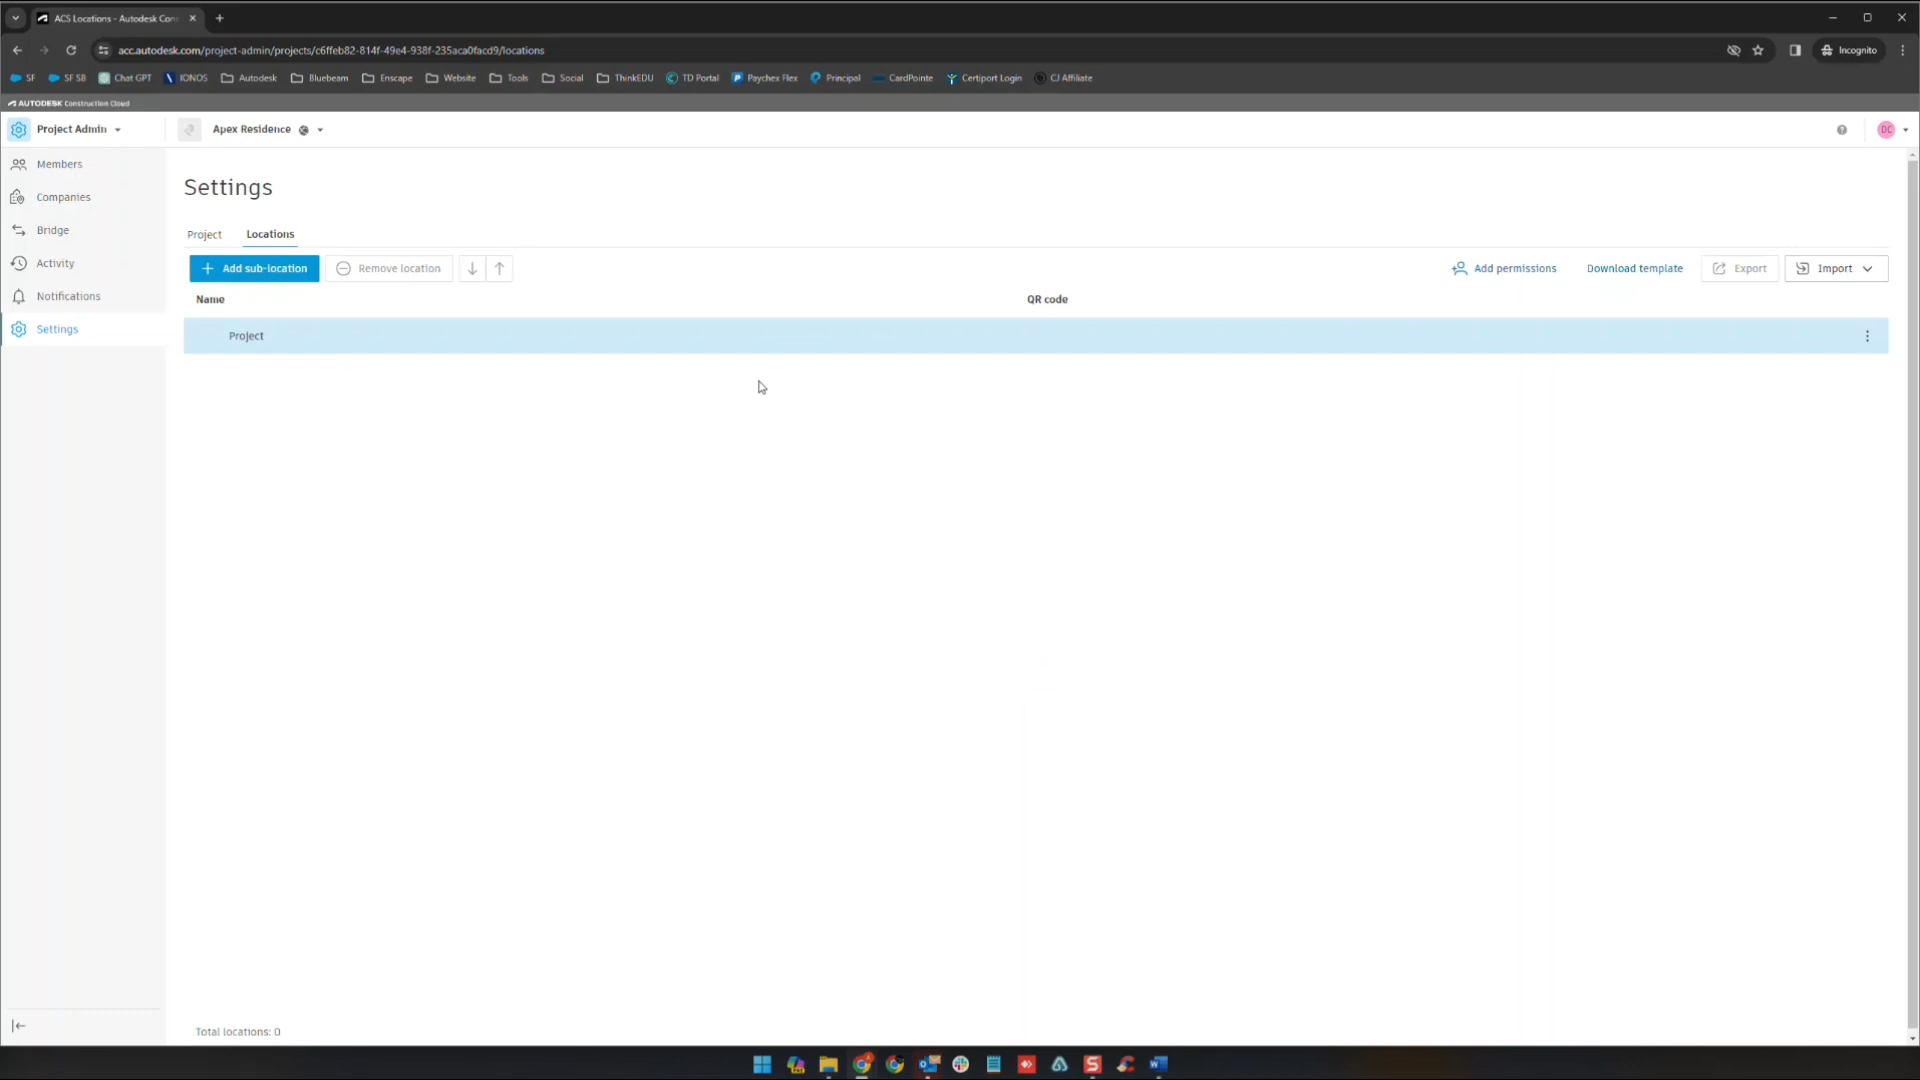 ACS Locations - Autodesk Con
acc.autodesk.com/project-admin/projects/c6ffeb82-814f-49e4-938f-235aca0facd9/locations
Incognito
SF
SF SB
Chat GPT
IONOS
Autodesk
Bluebeam
Enscape
Website
Tools
Social
ThinkEDU
TD Portal
Paychex Flex
Principal
CardPointe
Certiport Login
CJ Affiliate
AUTODESK Construction Cloud
Project Admin
Apex Residence
DC
Members
Companies
Bridge
Activity
Notifications
Settings
Settings
Project
Locations
Add sub-location
Remove location
Add permissions
Download template
Export
Import
Name
QR code
Project
Total locations: 0